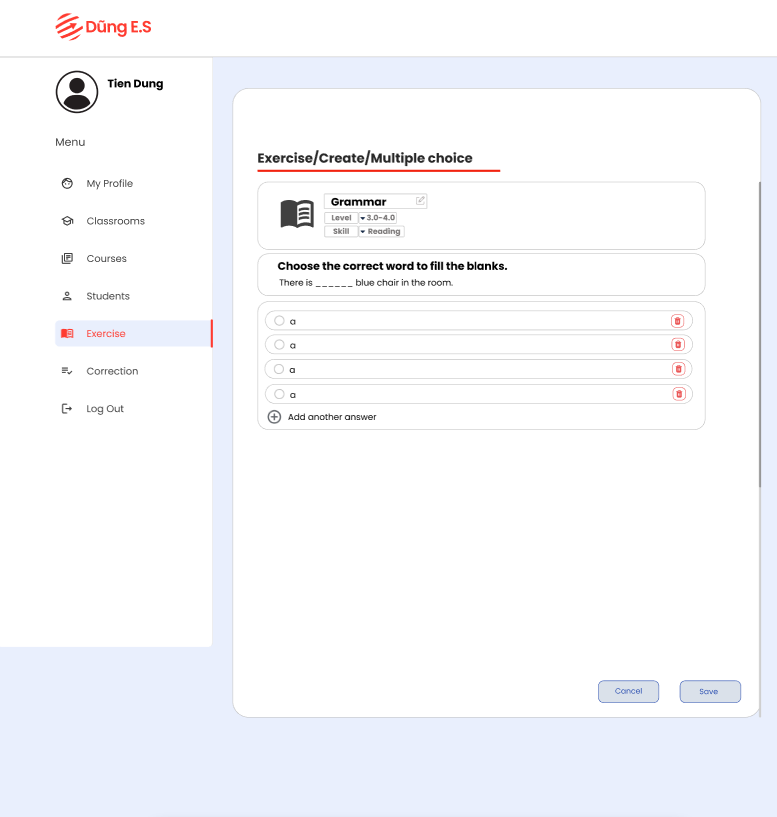 Dũng E.S
Tien Dung
Menu
My Profile
Classrooms
Courses
Students
Exercise
Correction
Log Out
Exercise/Create/Multiple choice
Grammar
Level 3.0-4.0
Skill Reading
Choose the correct word to fill the blanks.
There is ______ blue chair in the room.
a
a
a
a
Add another answer
Cancel
Save